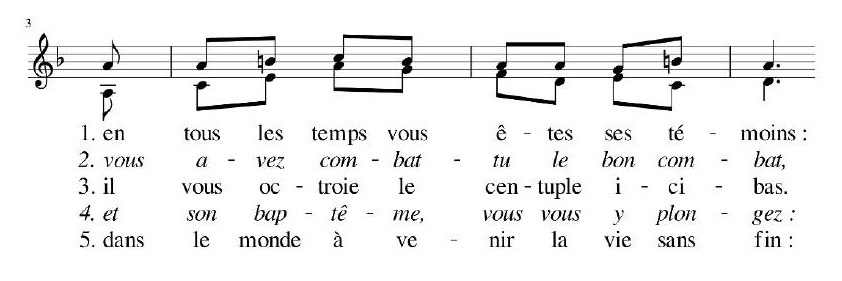 3
1. en tous les temps vous ê - tes ses té - moins :
2. vous a - vez com - bat - tu le bon com - bat,
3. il vous oc - troie le cen - tuple i - ci - bas.
4. et son bap - tê - me, vous vous y plon - gez :
5. dans le monde à ve - nir la vie sans fin :